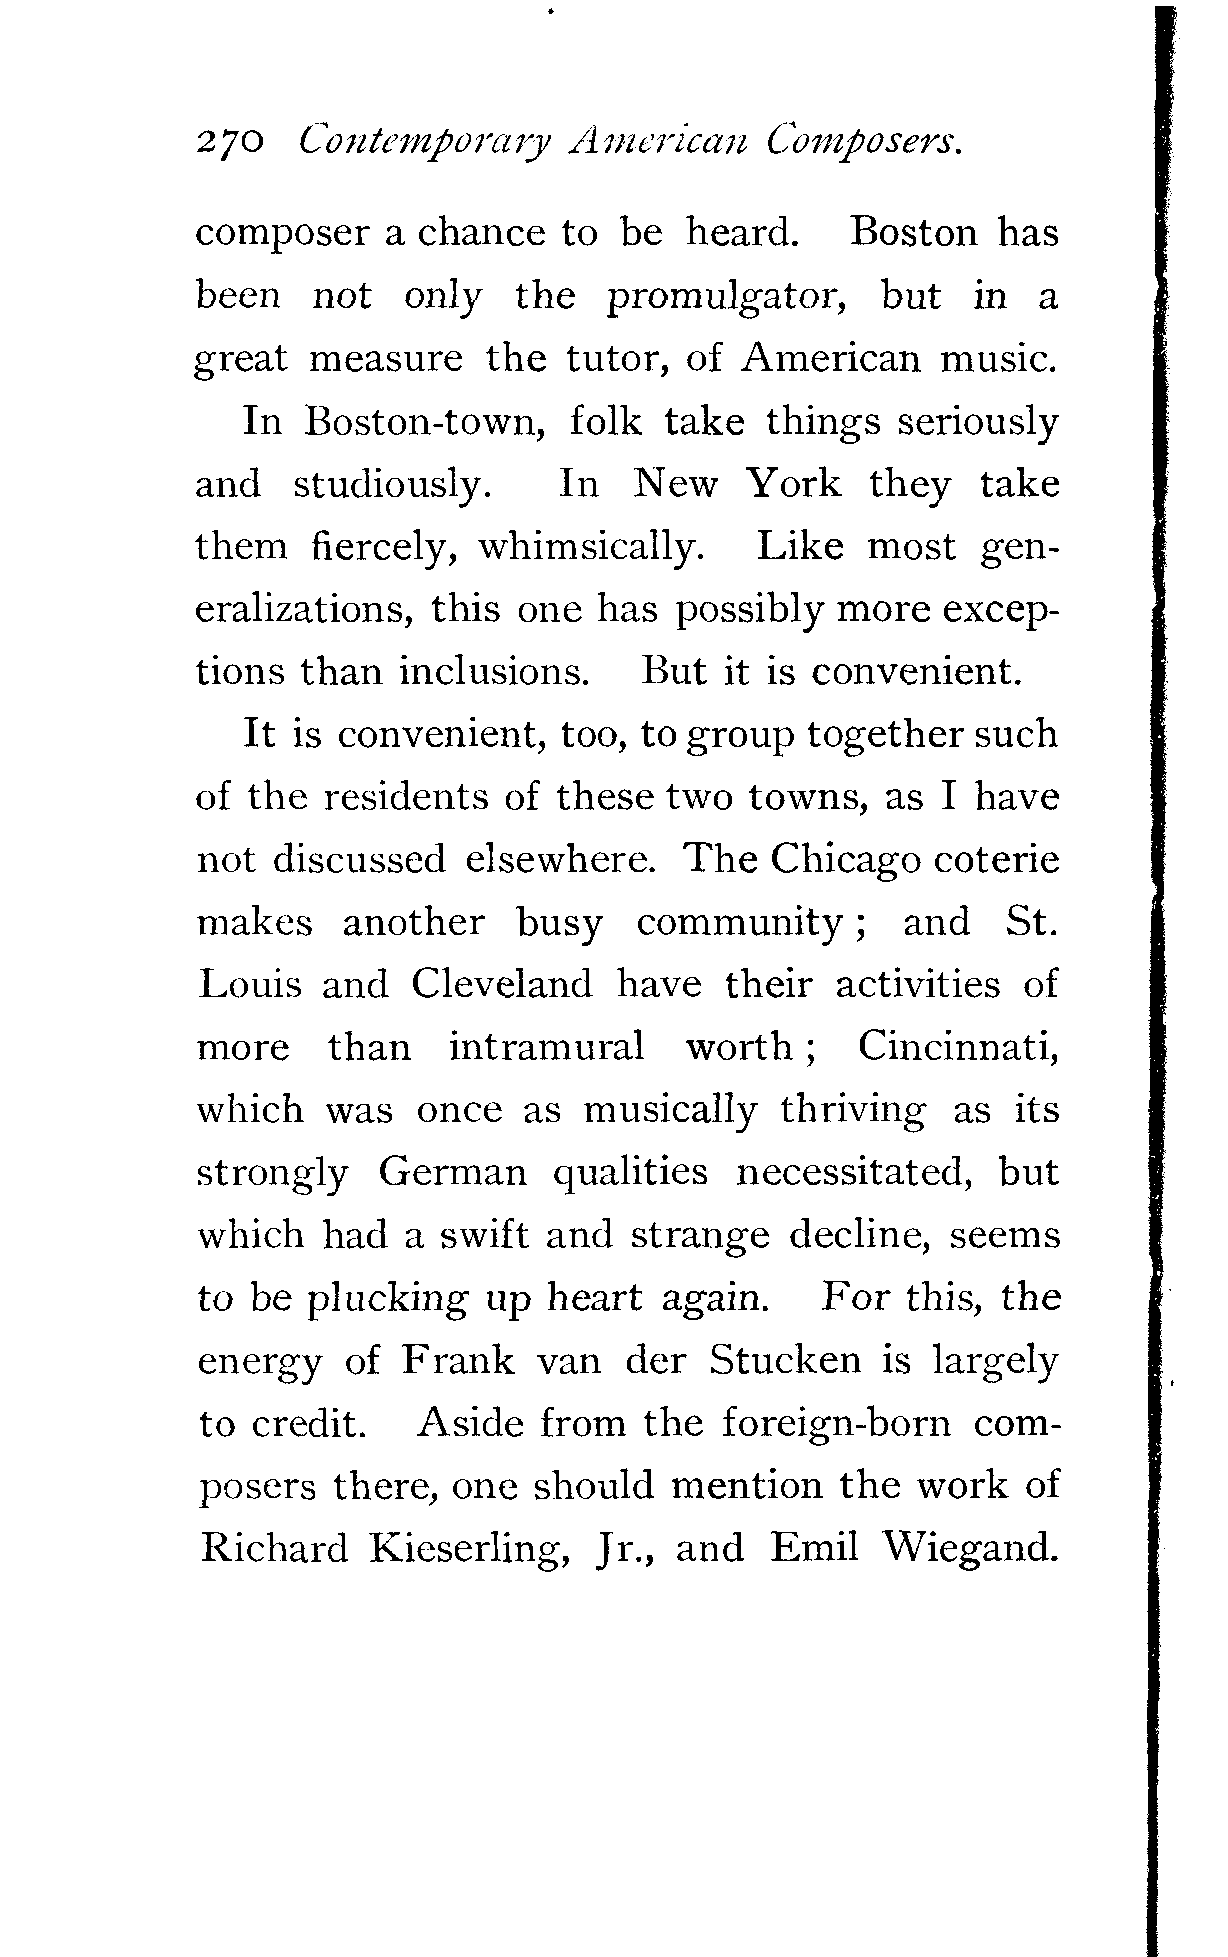 270 Contemporary American Composers.
composer a chance to be heard. Boston has
been not only the promulgator, but in a
great measure the tutor, of American music.
In Boston-town, folk take things seriously
and studiously. In New York they take
them fiercely, whimsically. Like most gen-
eralizations, this one has possibly more excep-
tions than inclusions. But it is convenient.
It is convenient, too, to group together such
of the residents of these two towns, as I have
not discussed elsewhere. The Chicago coterie
makes another busy community ; and St.
Louis and Cleveland have their activities of
more than intramural worth ; Cincinnati,
which was once as musically thriving as its
strongly German qualities necessitated, but
which had a swift and strange decline, seems
to be plucking up heart again. For this, the
energy of Frank van der Stucken is largely
to credit. Aside from the foreign-born com-
posers there, one should mention the work of
Richard Kieserling, Jr., and Emil Wiegand.